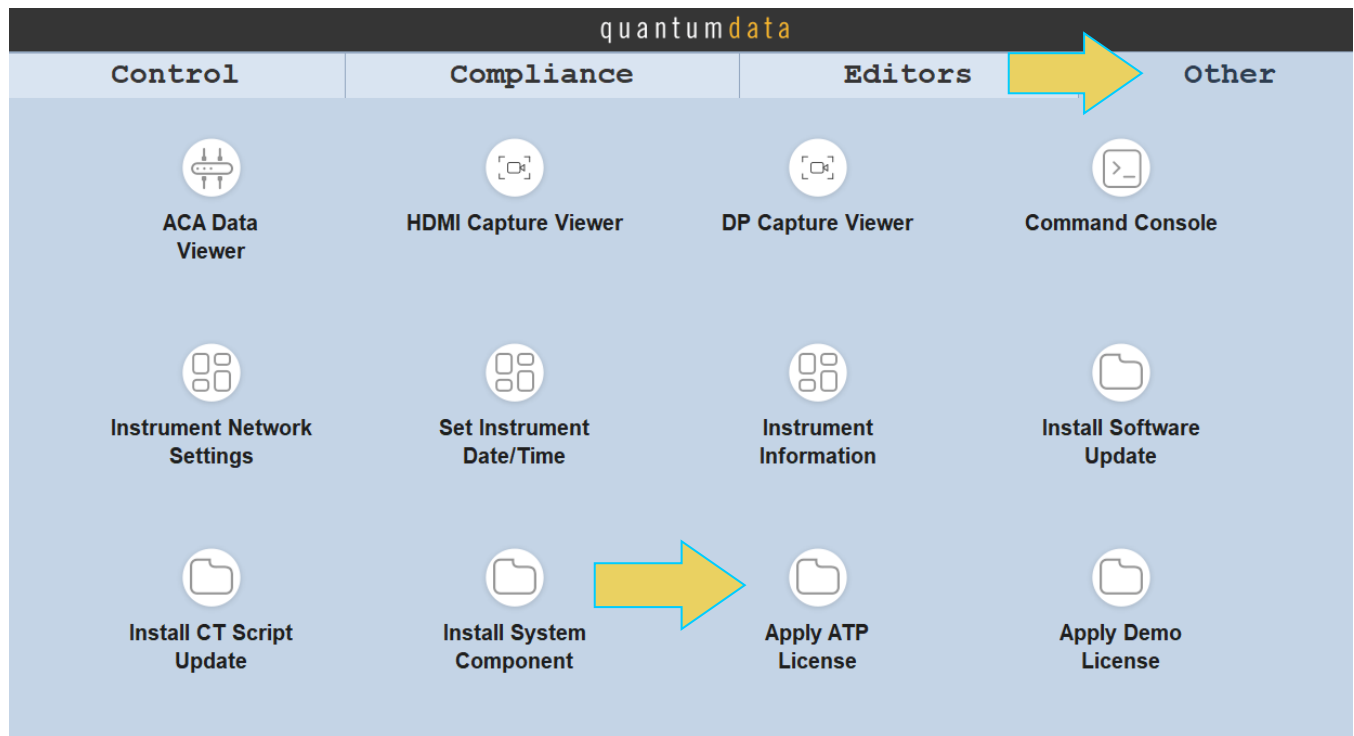 quantumdata
Control Compliance Editors Other
ACA Data
Viewer
HDMI Capture Viewer
DP Capture Viewer
Command Console
Instrument Network
Settings
Set Instrument
Date/Time
Instrument
Information
Install Software
Update
Install CT Script
Update
Install System
Component
Apply ATP
License
Apply Demo
License